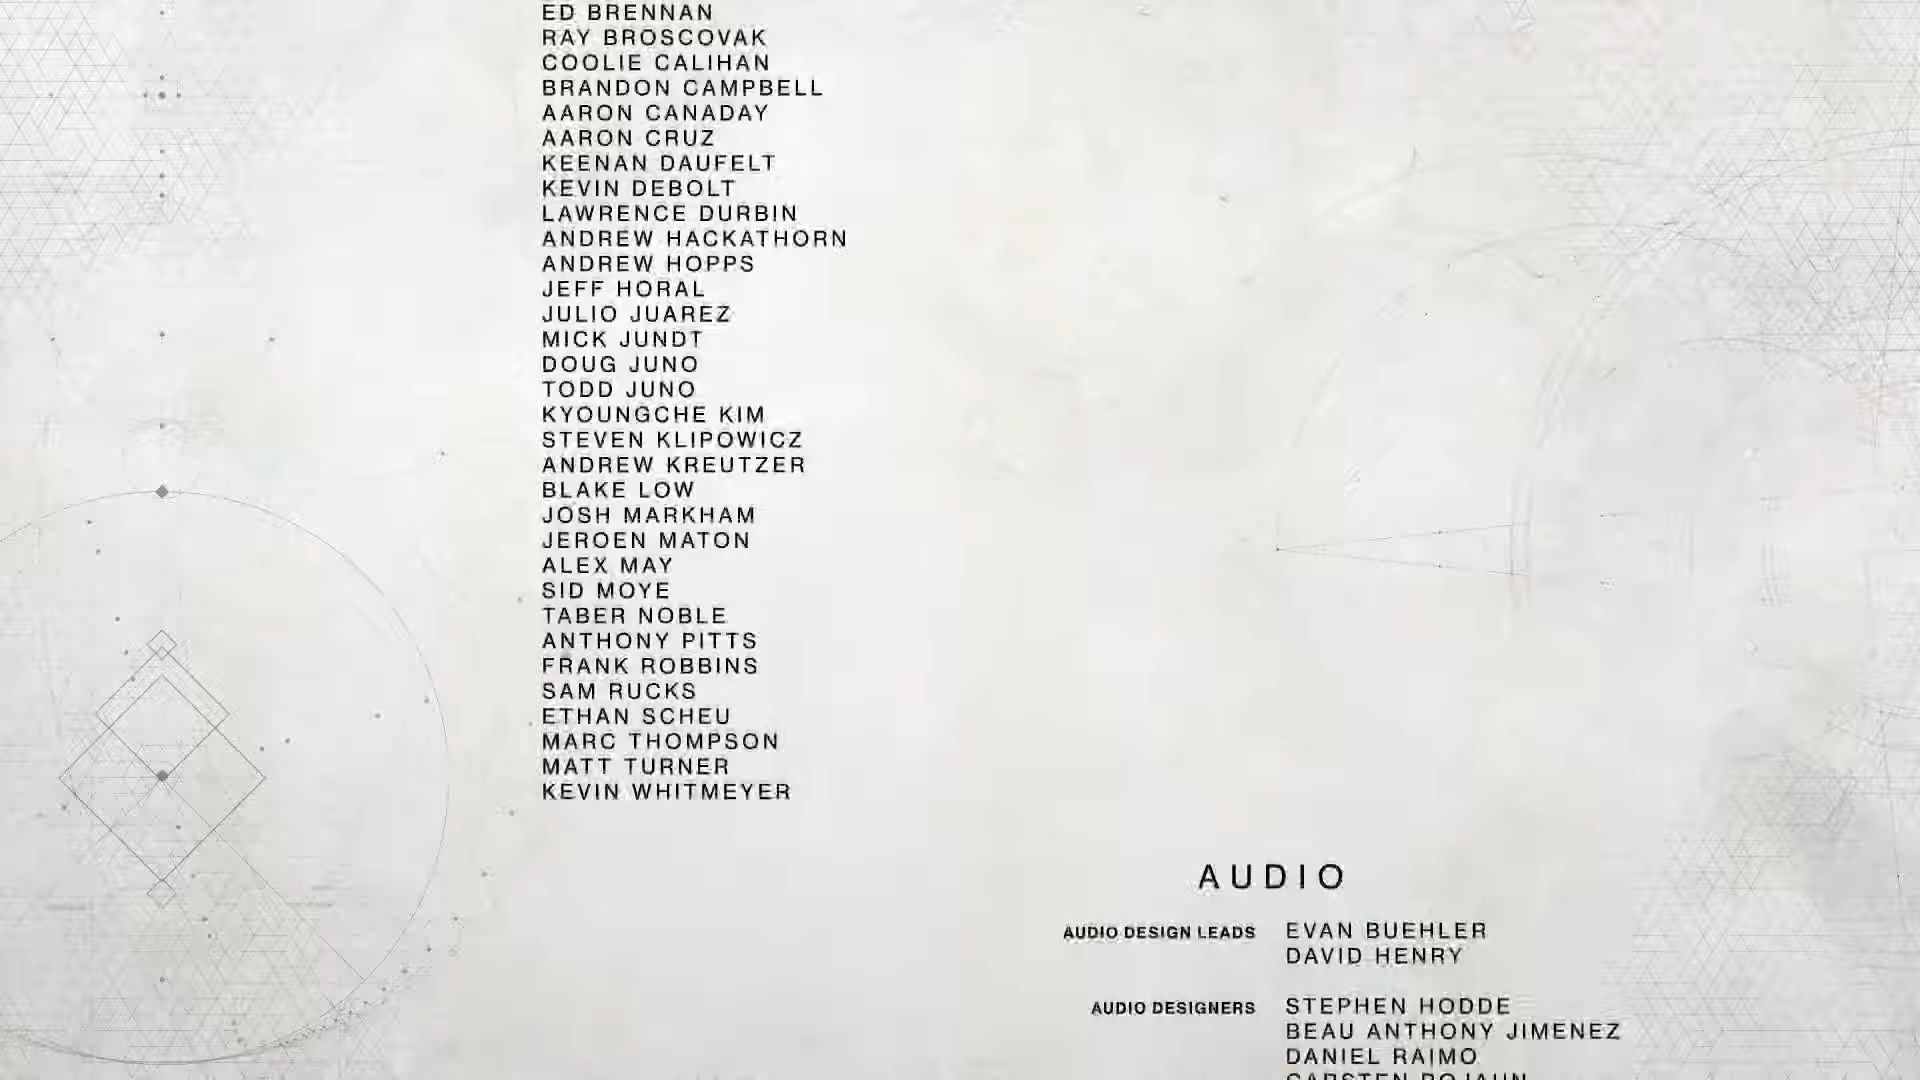 ED BRENNAN
RAY BROSCOVAK
COOLIE CALIHAN
BRANDON CAMPBELL
AARON CANADAY
AARON CRUZ
KEENAN DAUFELT
KEVIN DEBOLT
LAWRENCE DURBIN
ANDREW HACKATHORN
ANDREW HOPPS
JEFF HORAL
JULIO JUAREZ
MICK JUNDT
DOUG JUNO
TODD JUNO
KYOUNGCHE KIM
STEVEN KLIPOWICZ
ANDREW KREUTZER
BLAKE LOW
JOSH MARKHAM
JEROEN MATON
ALEX MAY
SID MOYE
TABER NOBLE
ANTHONY PITTS
FRANK ROBBINS
SAM RUCKS
ETHAN SCHEU
MARC THOMPSON
MATT TURNER
KEVIN WHITMEYER
AUDIO
AUDIO DESIGN LEADS EVAN BUEHLER
DAVID HENRY
AUDIO DESIGNERS STEPHEN HODDE
BEAU ANTHONY JIMENEZ
DANIEL RAIMO
CARSTEN ROJAHN